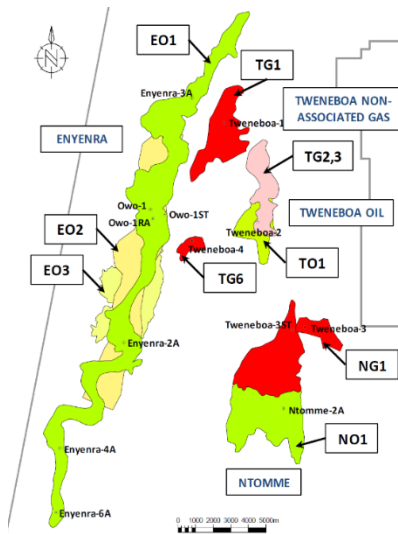 EO1
N
TG1
Enyenra-3A
TWENEBOA NON-
ASSOCIATED GAS
Tweneboa-1
ENYENRA
TG2,3
Owo-1
Owo-1ST
Owo-1RA
TWENEBOA OIL
EO2
Tweneboa-2
Tweneboa-4
TO1
EO3
TG6
Tweneboa-3ST
Tweneboa-3
Enyenra-2A
NG1
Ntomme-2A
Enyenra-4A
NO1
NTOMME
Enyenra-6A
0 1000 2000 3000 4000 5000m